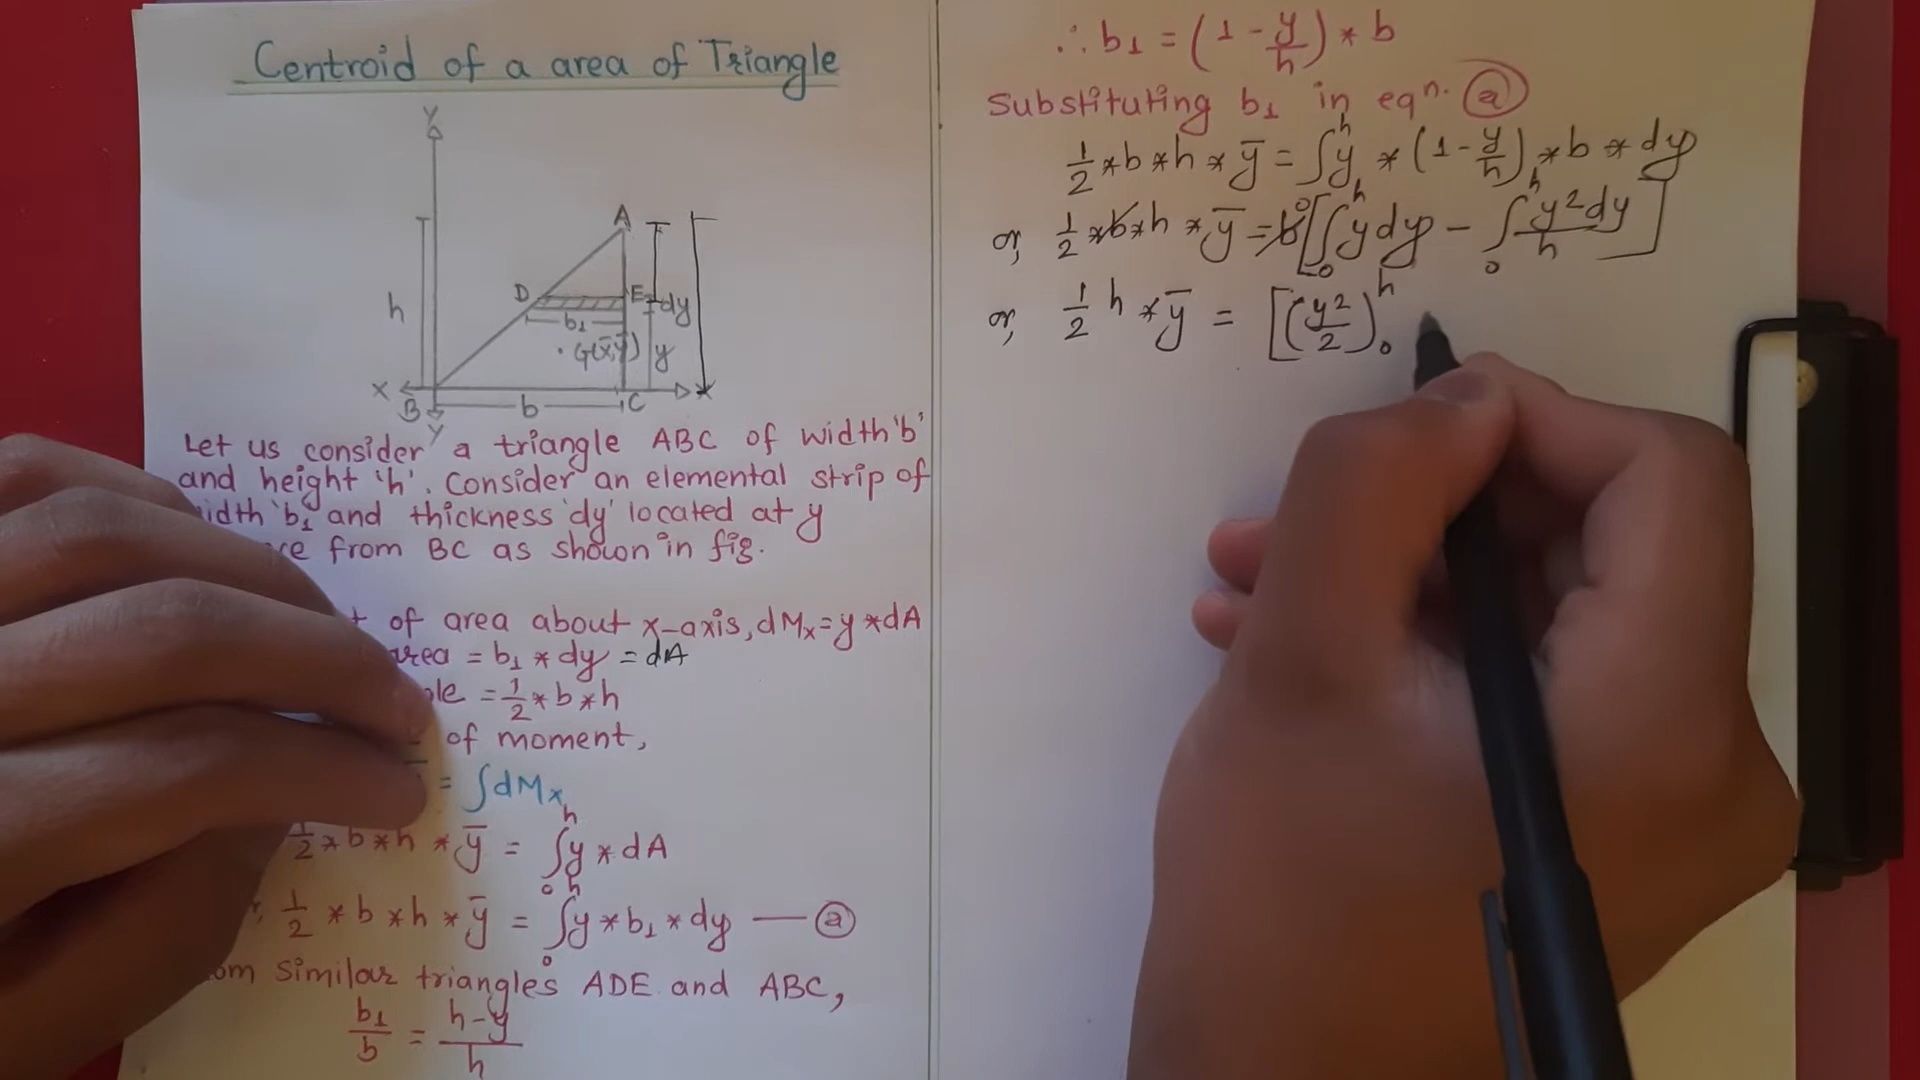 Centroid of a area of Triangle
Y
A
h
D
E
dy
b₁
G(x̅,y̅)
y
X
B
b
C
X
Y
Let us consider a triangle ABC of width 'b'
and height 'h'. Consider an elemental strip of
'b₁ and thickness 'dy' located at y
from BC as shown in fig.
of area about x-axis, dMₓ = y * dA
= b₁ * dy = dA
= 1/2 * b * h
of moment,
= ∫dMₓ
1/2 * b * h * y̅ = ∫₀ʰ y * dA
1/2 * b * h * y̅ = ∫₀ʰ y * b₁ * dy — ⓐ
Similar triangles ADE and ABC,
b₁/b = (h-y)/h
∴ b₁ = (1 - y/h) * b
Substituting b₁ in eqⁿ. ⓐ
1/2 * b * h * y̅ = ∫₀ʰ y * (1 - y/h) * b * dy
or, 1/2 * b * h * y̅ = b[∫₀ʰ y dy - ∫₀ʰ y²dy/h]
or, 1/2 h * y̅ = [(y²/2)₀ʰ